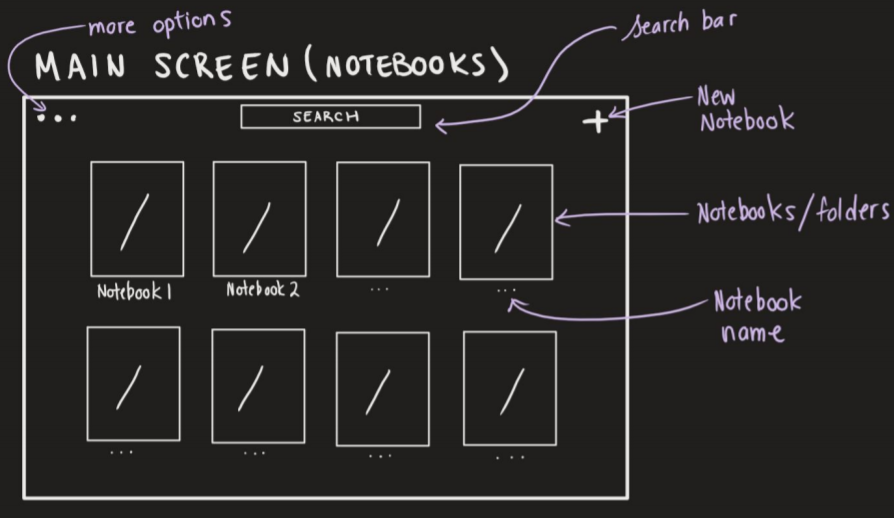 more options
search bar
MAIN SCREEN (NOTEBOOKS)
...
SEARCH
+
New
Notebook
Notebooks/folders
Notebook 1
Notebook 2
...
...
Notebook
name
...
...
...
...